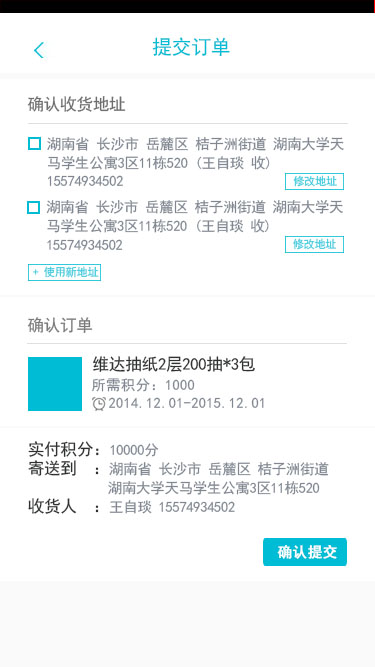 提交订单
确认收货地址
湖南省 长沙市 岳麓区 桔子洲街道 湖南大学天
马学生公寓3区11栋520（王自琰 收）
15574934502
修改地址
湖南省 长沙市 岳麓区 桔子洲街道 湖南大学天
马学生公寓3区11栋520（王自琰 收）
15574934502
修改地址
+ 使用新地址
确认订单
维达抽纸2层200抽*3包
所需积分：1000
2014.12.01-2015.12.01
实付积分：10000分
寄送到 ：湖南省 长沙市 岳麓区 桔子洲街道
湖南大学天马学生公寓3区11栋520
收货人 ：王自琰 15574934502
确认提交